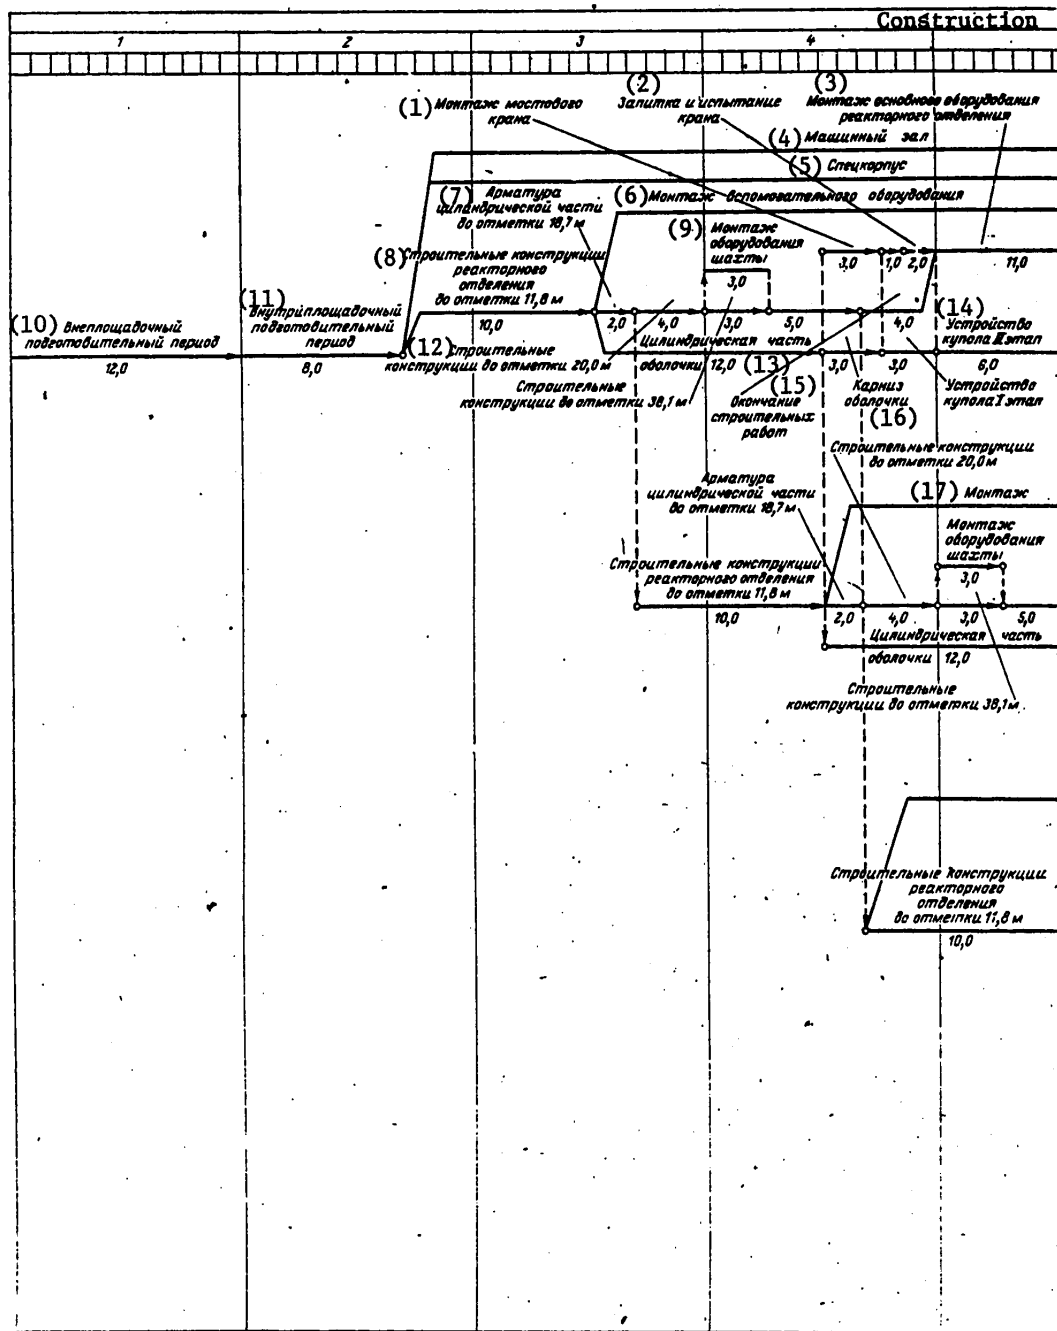 Construction
1 2 3 4
(1) Монтаж мостового
крана
(2)
Запитка и испытание
крана
(3)
Монтаж основного оборудования
реакторного отделения
(4) Машинный зал
(5) Спецкорпус
(6) Монтаж вспомовательного оборудования
(7) Арматура
цилиндрической части
до отметки 18,7 м
(8) Строительные конструкции
реакторного
отделения
до отметки 11,8 м
(9) Монтаж
оборудования
шахты
3,0
3,0 1,0 2,0 11,0
10,0 2,0 4,0 3,0 5,0 4,0
(10) Внеплощадочный
подготовительный период
12,0
(11)
Внутриплощадочный
подготовительный
период
8,0
(12) Строительные
конструкции до отметки 20,0 м
Цилиндрическая часть
оболочки 12,0
(13)
(14)
Устройство
купола III этап
6,0
Строительные
конструкции до отметки 38,1 м
(15)
Окончание
строительных
работ
3,0 3,0
Карниз
оболочки
(16)
Устройство
купола I этап
Строительные конструкции
до отметки 20,0 м
Арматура
цилиндрической части
до отметки 18,7 м
(17) Монтаж
Монтаж
оборудования
шахты
3,0
Строительные конструкции
реакторного отделения
до отметки 11,8 м
10,0 2,0 4,0 3,0 5,0
Цилиндрическая часть
оболочки 12,0
Строительные
конструкции до отметки 38,1 м
Строительные конструкции
реакторного
отделения
до отметки 11,8 м
10,0